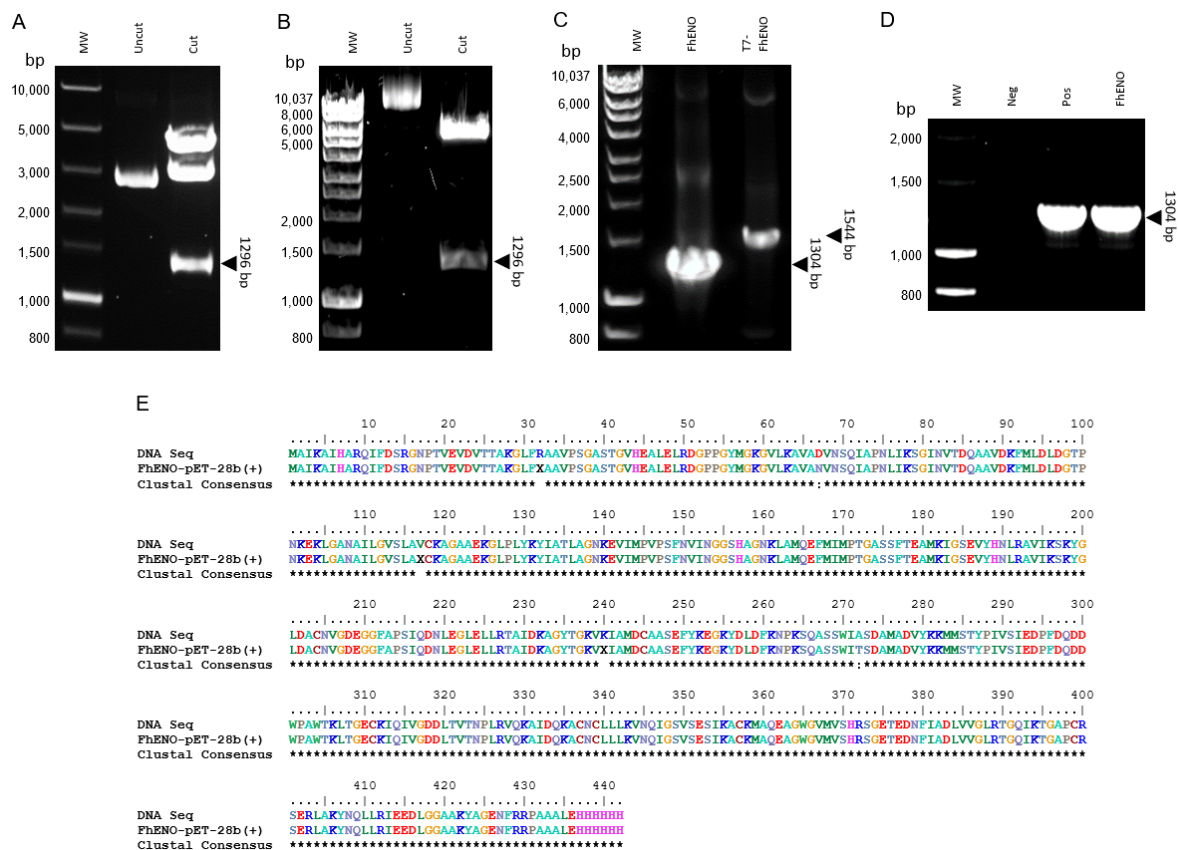 A
B
C
D
MW
Uncut
Cut
bp
10,000
5,000
3,000
2,000
1,500
1,000
800
1296 bp
MW
Uncut
Cut
bp
10,037
8,000
6,000
5,000
2,000
1,500
1,000
800
1296 bp
MW
FhENO
T7-FhENO
bp
10,037
6,000
4,000
2,500
2,000
1,500
1,000
800
1544 bp
1304 bp
MW
Neg
Pos
FhENO
bp
2,000
1,500
1,000
800
1304 bp
E
10 20 30 40 50 60 70 80 90 100
DNA Seq MAIKAIHARQIFDSRGNPTVEVDVTTAKGLFRAAVPSGASTGVHEALELRDGPPGYMGKGVLKAVADVNSQIAPNLIKSGINVTDQAAVDKFMLDLDGTP
FhENO-pET-28b(+) MAIKAIHARQIFDSRGNPTVEVDVTTAKGLFXAAVPSGASTGVHEALELRDGPPGYMGKGVLKAVANVNSQIAPNLIKSGINVTDQAAVDKFMLDLDGTP
Clustal Consensus ******************************* **********************************:*********************************
110 120 130 140 150 160 170 180 190 200
DNA Seq NKEKLGANAILGVSLAVCKAGAAEKGLPLYKYIATLAGNKEVIMPVPSFNVINGGSHAGNKLAMQEFMIMPTGASSFTEAMKIGSEVYHNLRAVIKSKYG
FhENO-pET-28b(+) NKEKLGANAILGVSLAXCKAGAAEKGLPLYKYIATLAGNKEVIMPVPSFNVINGGSHAGNKLAMQEFMIMPTGASSFTEAMKIGSEVYHNLRAVIKSKYG
Clustal Consensus **************** ***********************************************************************************
210 220 230 240 250 260 270 280 290 300
DNA Seq LDACNVGDEGGFAPSIQDNLEGLELLRTAIDKAGYTGKVKIAMDCAASEFYKEGKYDLDFKNPKSQASSWIASDAMADVYKKMMSTYPIVSIEDPFDQDD
FhENO-pET-28b(+) LDACNVGDEGGFAPSIQDNLEGLELLRTAIDKAGYTGKVXIAMDCAASEFYKEGKYDLDFKNPKSQASSWITSDAMADVYKKMMSTYPIVSIEDPFDQDD
Clustal Consensus *************************************** *******************************:****************************
310 320 330 340 350 360 370 380 390 400
DNA Seq WPAWTKLTGECKIQIVGDDLTVTNPLRVQKAIDQKACNCLLLKVNQIGSVSESIKACKMAQEAGWGVMVSHRSGETEDNFIADLVVGLRTGQIKTGAPCR
FhENO-pET-28b(+) WPAWTKLTGECKIQIVGDDLTVTNPLRVQKAIDQKACNCLLLKVNQIGSVSESIKACKMAQEAGWGVMVSHRSGETEDNFIADLVVGLRTGQIKTGAPCR
Clustal Consensus ****************************************************************************************************
410 420 430 440
DNA Seq SERLAKYNQLLRIEEDLGGAAKYAGENFRRPAAALEHHHHHH
FhENO-pET-28b(+) SERLAKYNQLLRIEEDLGGAAKYAGENFRRPAAALEHHHHHH
Clustal Consensus ******************************************